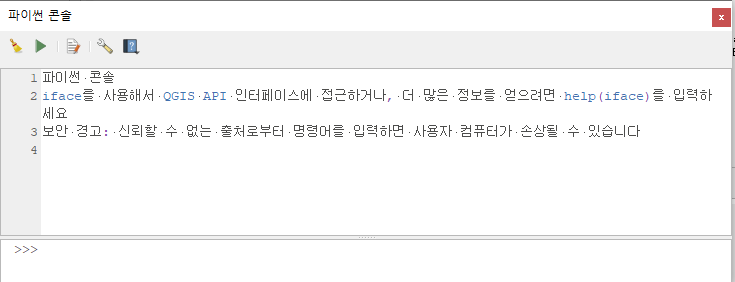 파이썬 콘솔
1 파이썬 콘솔
2 iface를 사용해서 QGIS API 인터페이스에 접근하거나, 더 많은 정보를 얻으려면 help(iface)를 입력하
세요
3 보안 경고: 신뢰할 수 없는 출처로부터 명령어를 입력하면 사용자 컴퓨터가 손상될 수 있습니다
4
>>>